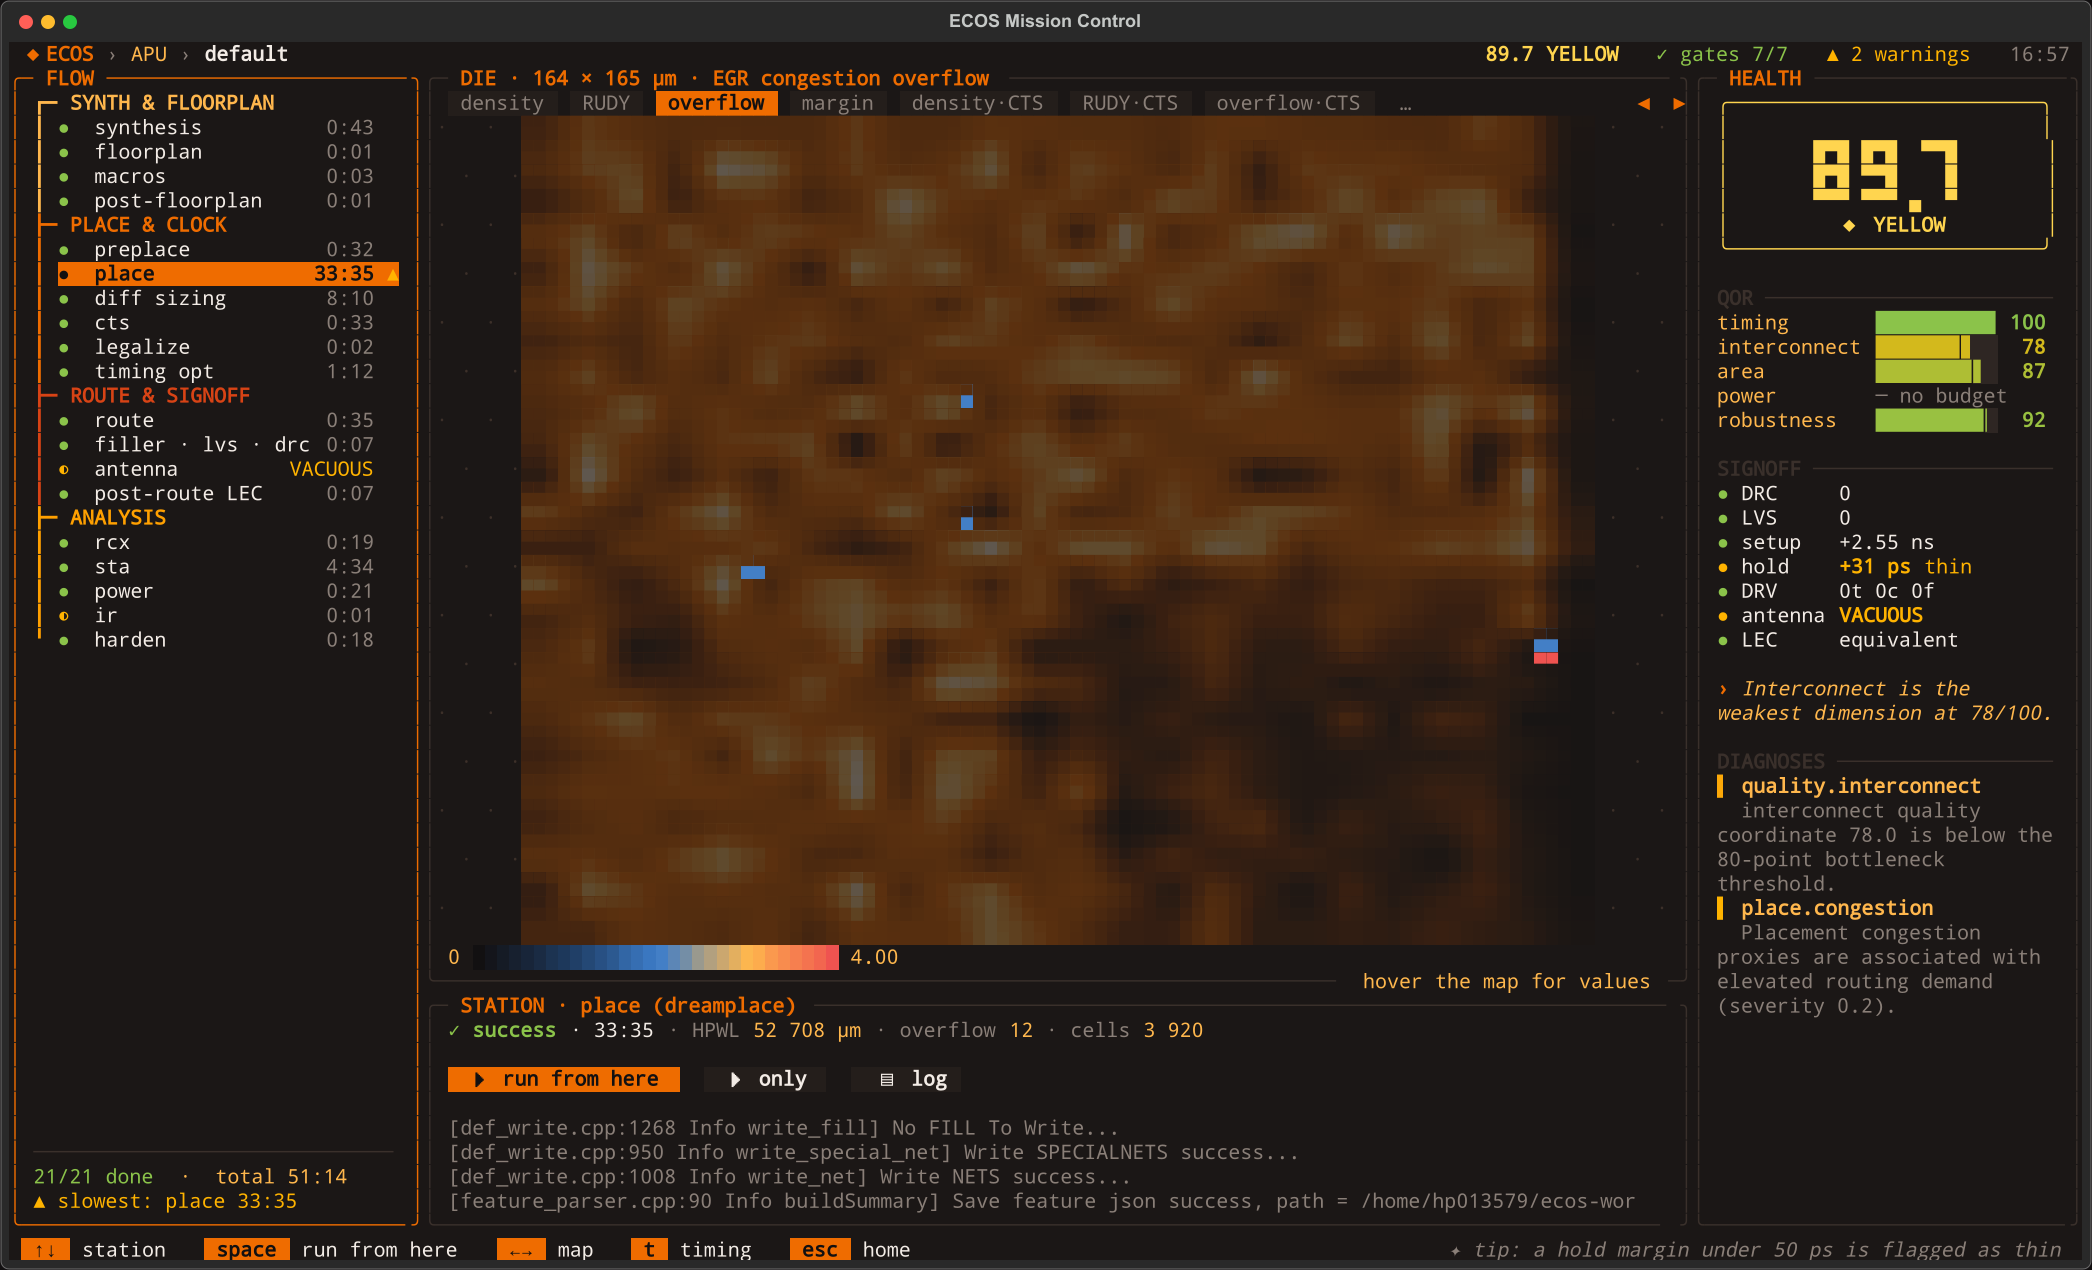 ECOS Mission Control
◆ ECOS › APU › default
89.7 YELLOW ✓ gates 7/7 ▲ 2 warnings 16:57
FLOW
SYNTH & FLOORPLAN
● synthesis 0:43
● floorplan 0:01
● macros 0:03
● post-floorplan 0:01
PLACE & CLOCK
● preplace 0:32
● place 33:35 ▲
● diff sizing 8:10
● cts 0:33
● legalize 0:02
● timing opt 1:12
ROUTE & SIGNOFF
● route 0:35
● filler · lvs · drc 0:07
◐ antenna VACUOUS
● post-route LEC 0:07
ANALYSIS
● rcx 0:19
● sta 4:34
● power 0:21
◐ ir 0:01
● harden 0:18
21/21 done · total 51:14
▲ slowest: place 33:35
DIE · 164 × 165 µm · EGR congestion overflow
density RUDY overflow margin density·CTS RUDY·CTS overflow·CTS … ◀ ▶
0 4.00
hover the map for values
STATION · place (dreamplace)
✓ success · 33:35 · HPWL 52 708 µm · overflow 12 · cells 3 920
▶ run from here ▶ only ▤ log
[def_write.cpp:1268 Info write_fill] No FILL To Write...
[def_write.cpp:950 Info write_special_net] Write SPECIALNETS success...
[def_write.cpp:1008 Info write_net] Write NETS success...
[feature_parser.cpp:90 Info buildSummary] Save feature json success, path = /home/hp013579/ecos-wor
HEALTH
89.7
◆ YELLOW
QOR
timing 100
interconnect 78
area 87
power — no budget
robustness 92
SIGNOFF
● DRC 0
● LVS 0
● setup +2.55 ns
● hold +31 ps thin
● DRV 0t 0c 0f
● antenna VACUOUS
● LEC equivalent
› Interconnect is the
weakest dimension at 78/100.
DIAGNOSES
quality.interconnect
interconnect quality
coordinate 78.0 is below the
80-point bottleneck
threshold.
place.congestion
Placement congestion
proxies are associated with
elevated routing demand
(severity 0.2).
↑↓ station space run from here ←→ map t timing esc home
✦ tip: a hold margin under 50 ps is flagged as thin